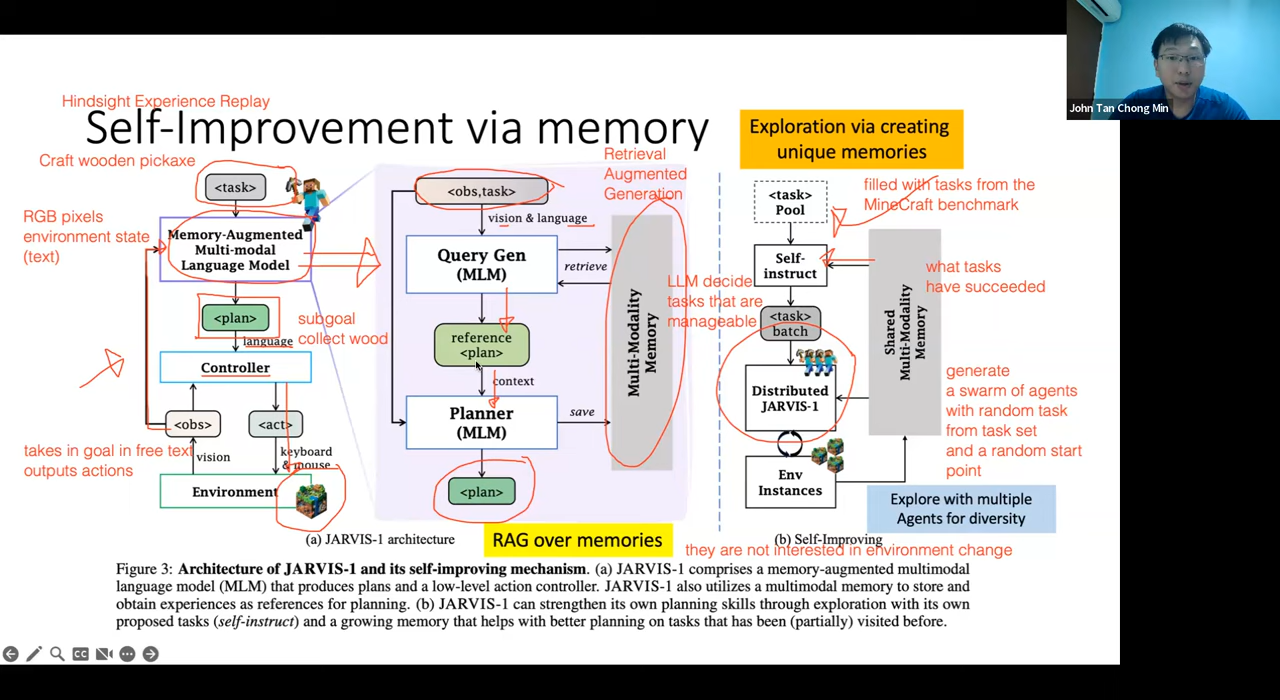 John Tan Chong Min
Hindsight Experience Replay
Self-Improvement via memory
Exploration via creating
unique memories
Craft wooden pickaxe
<task>
RGB pixels
environment state
(text)
Memory-Augmented
Multi-modal
Language Model
<plan>
language
subgoal
collect wood
Controller
<obs>
<act>
takes in goal in free text
outputs actions
vision
keyboard
& mouse
Environment
(a) JARVIS-1 architecture
Retrieval
Augmented
Generation
<obs,task>
vision & language
Query Gen
(MLM)
retrieve
reference
<plan>
context
Planner
(MLM)
save
<plan>
Multi-Modality
Memory
RAG over memories
LLM decide
tasks that are
manageable
<task>
Pool
filled with tasks from the
MineCraft benchmark
Self-
instruct
what tasks
have succeeded
<task>
batch
Shared
Multi-Modality
Memory
Distributed
JARVIS-1
generate
a swarm of agents
with random task
from task set
and a random start
point
Env
Instances
Explore with multiple
Agents for diversity
(b) Self-Improving
they are not interested in environment change
Figure 3: Architecture of JARVIS-1 and its self-improving mechanism. (a) JARVIS-1 comprises a memory-augmented multimodal
language model (MLM) that produces plans and a low-level action controller. JARVIS-1 also utilizes a multimodal memory to store and
obtain experiences as references for planning. (b) JARVIS-1 can strengthen its own planning skills through exploration with its own
proposed tasks (self-instruct) and a growing memory that helps with better planning on tasks that has been (partially) visited before.
CC